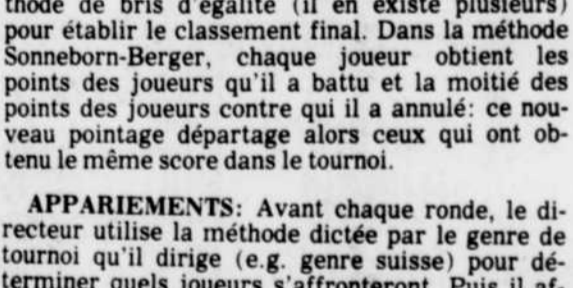 thode de bris d'égalité (il en existe plusieurs)
pour établir le classement final. Dans la méthode
Sonneborn-Berger, chaque joueur obtient les
points des joueurs qu'il a battu et la moitié des
points des joueurs contre qui il a annulé: ce nou-
veau pointage départage alors ceux qui ont ob-
tenu le même score dans le tournoi.
APPARIEMENTS: Avant chaque ronde, le di-
recteur utilise la méthode dictée par le genre de
tournoi qu'il dirige (e.g. genre suisse) pour dé-
terminer quels joueurs s'affronteront. Puis il af-